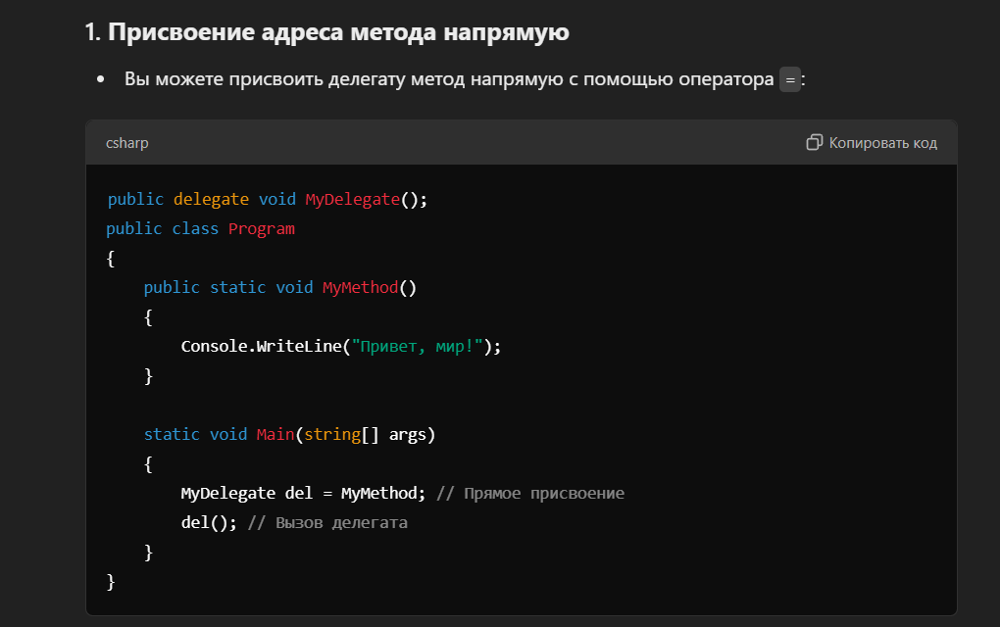 1. Присвоение адреса метода напрямую
• Вы можете присвоить делегату метод напрямую с помощью оператора =:
csharp
Копировать код
public delegate void MyDelegate();
public class Program
{
    public static void MyMethod()
    {
        Console.WriteLine("Привет, мир!");
    }

    static void Main(string[] args)
    {
        MyDelegate del = MyMethod; // Прямое присвоение
        del(); // Вызов делегата
    }
}